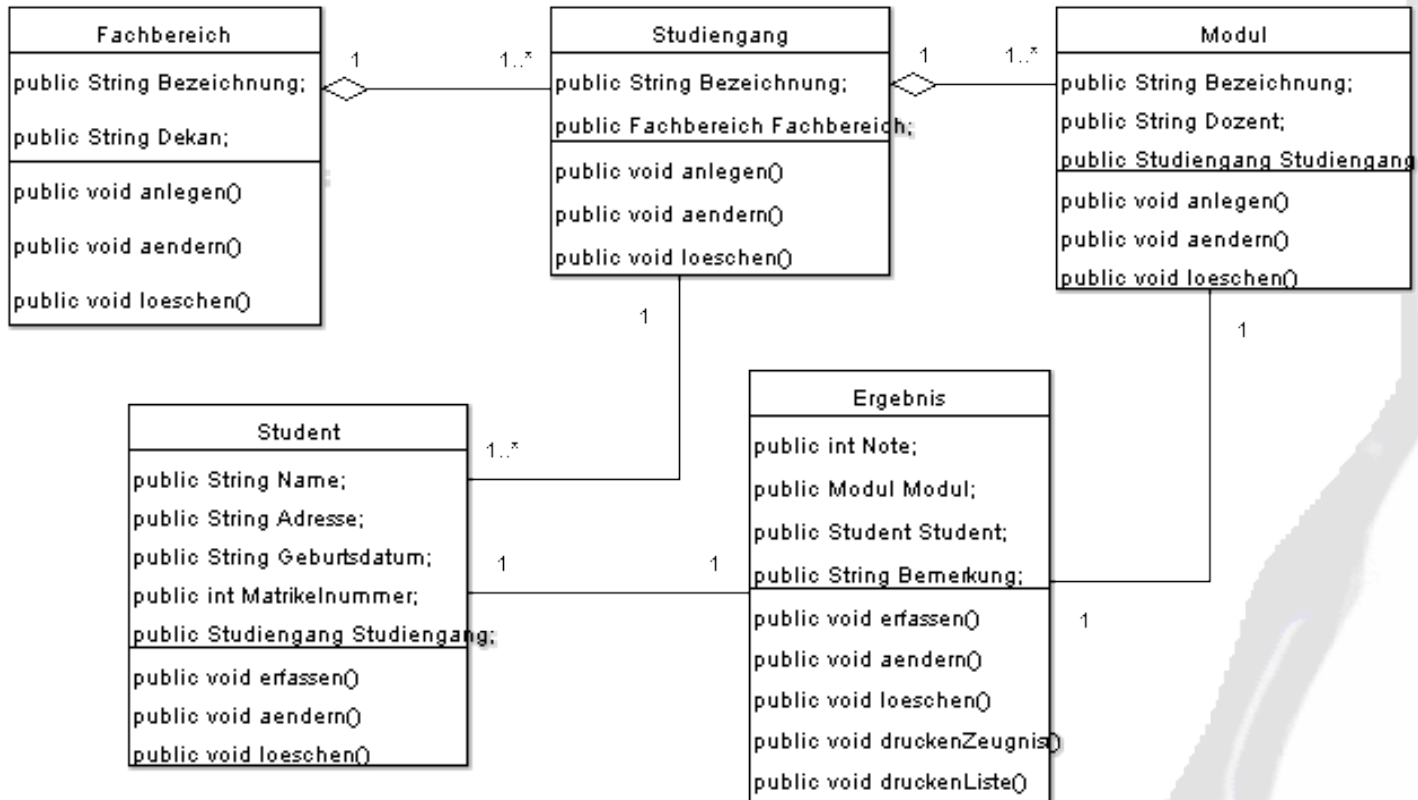 Fachbereich
public String Bezeichnung;
public String Dekan;
public void anlegen()
public void aendern()
public void loeschen()
1
1..*
Studiengang
public String Bezeichnung;
public Fachbereich Fachbereich;
public void anlegen()
public void aendern()
public void loeschen()
1
1..*
Modul
public String Bezeichnung;
public String Dozent;
public Studiengang Studiengang
public void anlegen()
public void aendern()
public void loeschen()
1
1
Student
public String Name;
public String Adresse;
public String Geburtsdatum;
public int Matrikelnummer;
public Studiengang Studiengang;
public void erfassen()
public void aendern()
public void loeschen()
1..*
1
1
Ergebnis
public int Note;
public Modul Modul;
public Student Student;
public String Bemerkung;
public void erfassen()
public void aendern()
public void loeschen()
public void druckenZeugnis()
public void druckenListe()
1